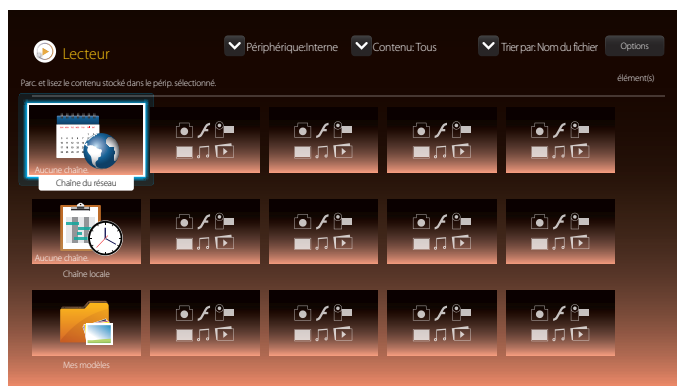 Lecteur
Périphérique:Interne
Contenu: Tous
Trier par: Nom du fichier
Options
Parc. et lisez le contenu stocké dans le périp. sélectionné.
élément(s)
Aucune chaîne.
Chaîne du réseau
Aucune chaîne.
Chaîne locale
Mes modèles